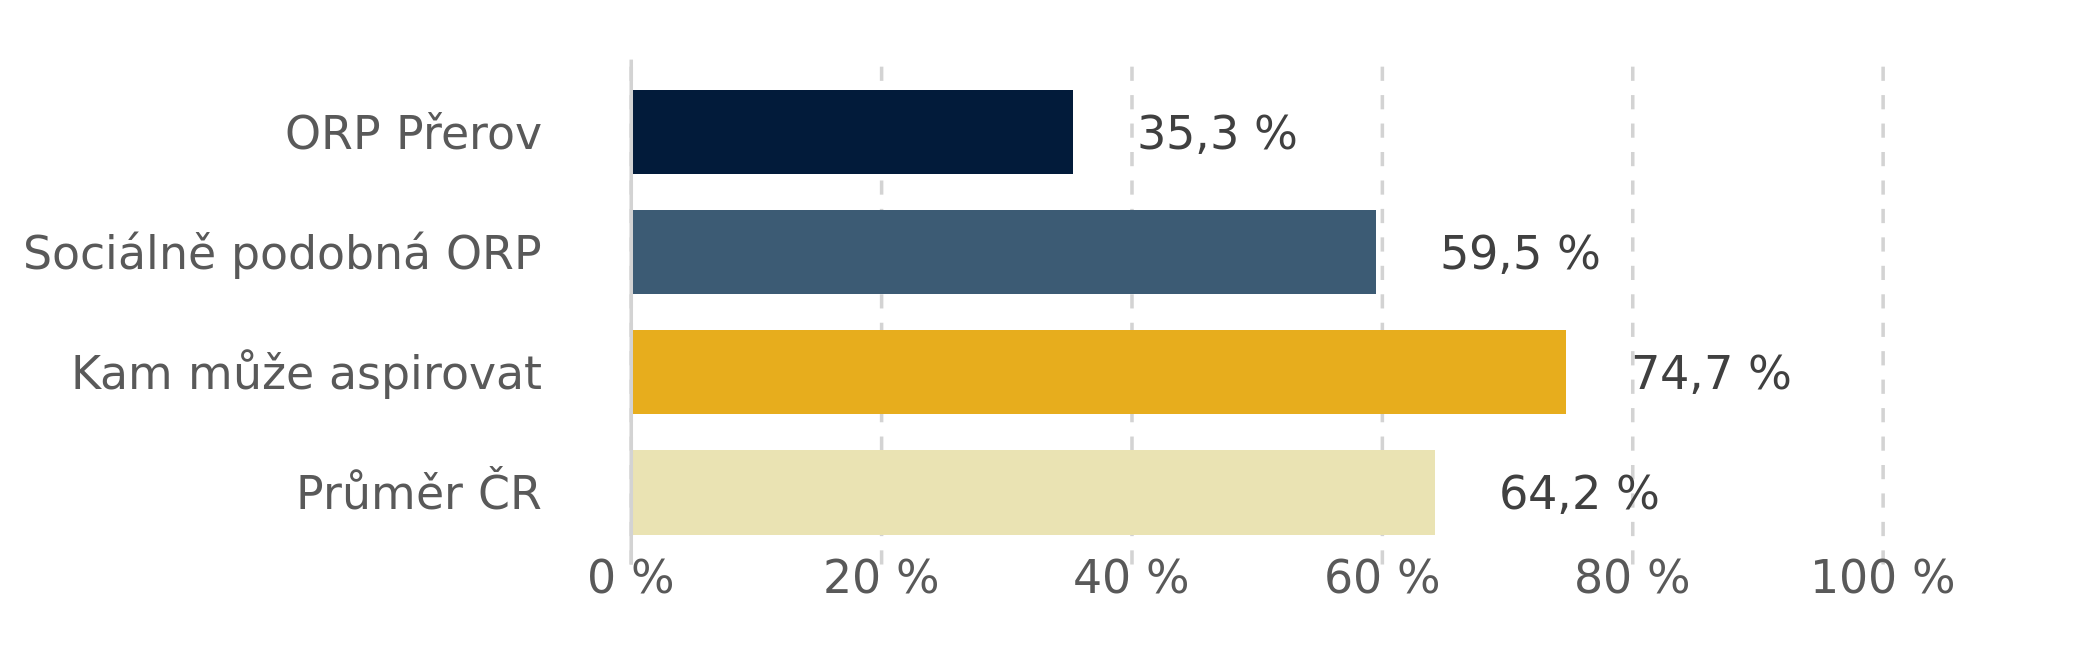 ORP Přerov 35,3 %
Sociálně podobná ORP 59,5 %
Kam může aspirovat 74,7 %
Průměr ČR 64,2 %
0 % 20 % 40 % 60 % 80 % 100 %